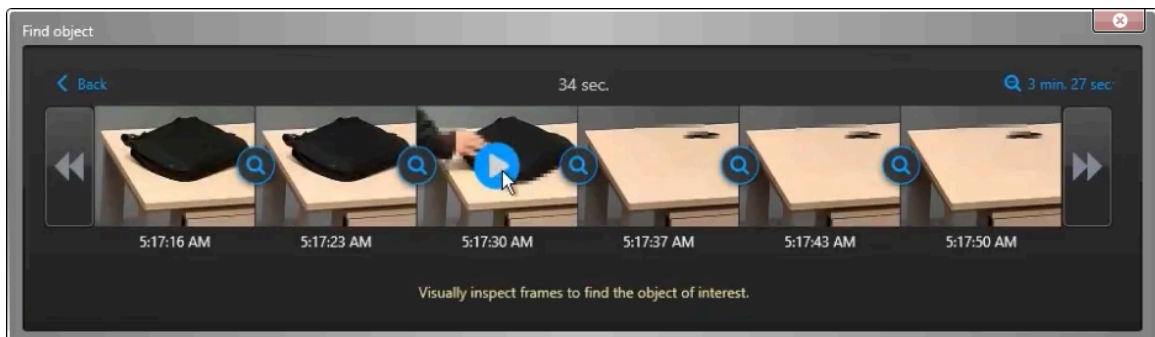 Find object
Back
34 sec.
3 min. 27 sec.
5:17:16 AM
5:17:23 AM
5:17:30 AM
5:17:37 AM
5:17:43 AM
5:17:50 AM
Visually inspect frames to find the object of interest.